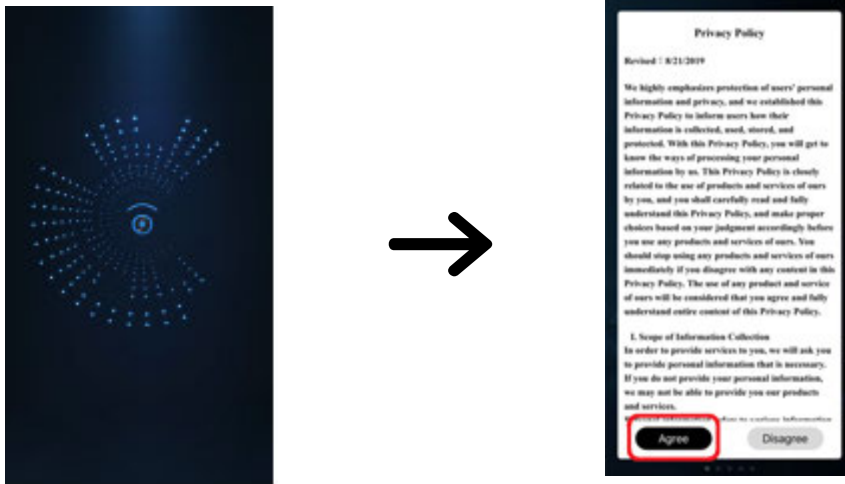 Privacy Policy
Revised：8/21/2019
We highly emphasizes protection of users' personal
information and privacy, and we established this
Privacy Policy to inform users how their
information is collected, used, stored, and
protected. With this Privacy Policy, you will get to
know the ways of processing your personal
information by us. This Privacy Policy is closely
related to the use of products and services of ours
by you, and you shall carefully read and fully
understand this Privacy Policy, and make proper
choices based on your judgment accordingly before
you use any products and services of ours. You
should stop using any products and services of ours
immediately if you disagree with any content in this
Privacy Policy. The use of any product and service
of ours will be considered that you agree and fully
understand entire content of this Privacy Policy.
I. Scope of Information Collection
In order to provide services to you, we will ask you
to provide personal information that is necessary.
If you do not provide your personal information,
we may not be able to provide you our products
and services.
Agree
Disagree